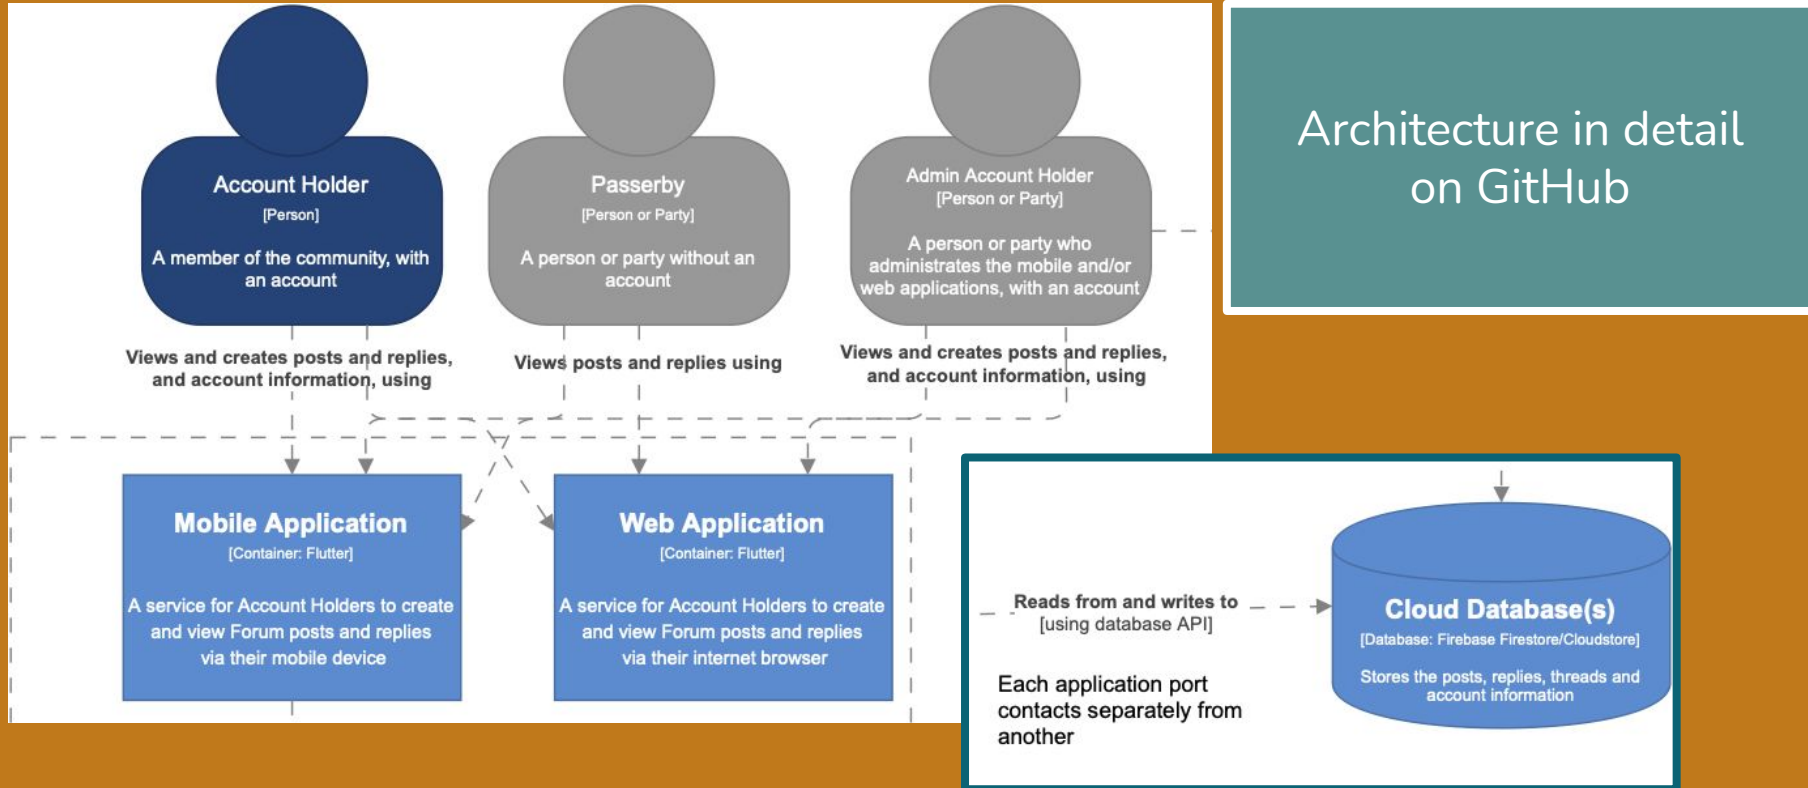 Account Holder
[Person]
A member of the community, with
an account
Passerby
[Person or Party]
A person or party without an
account
Admin Account Holder
[Person or Party]
A person or party who
administrates the mobile and/or
web applications, with an account
Architecture in detail
on GitHub
Views and creates posts and replies,
and account information, using
Views posts and replies using
Views and creates posts and replies,
and account information, using
Mobile Application
[Container: Flutter]
A service for Account Holders to create
and view Forum posts and replies
via their mobile device
Web Application
[Container: Flutter]
A service for Account Holders to create
and view Forum posts and replies
via their internet browser
Reads from and writes to
[using database API]
Each application port
contacts separately from
another
Cloud Database(s)
[Database: Firebase Firestore/Cloudstore]
Stores the posts, replies, threads and
account information